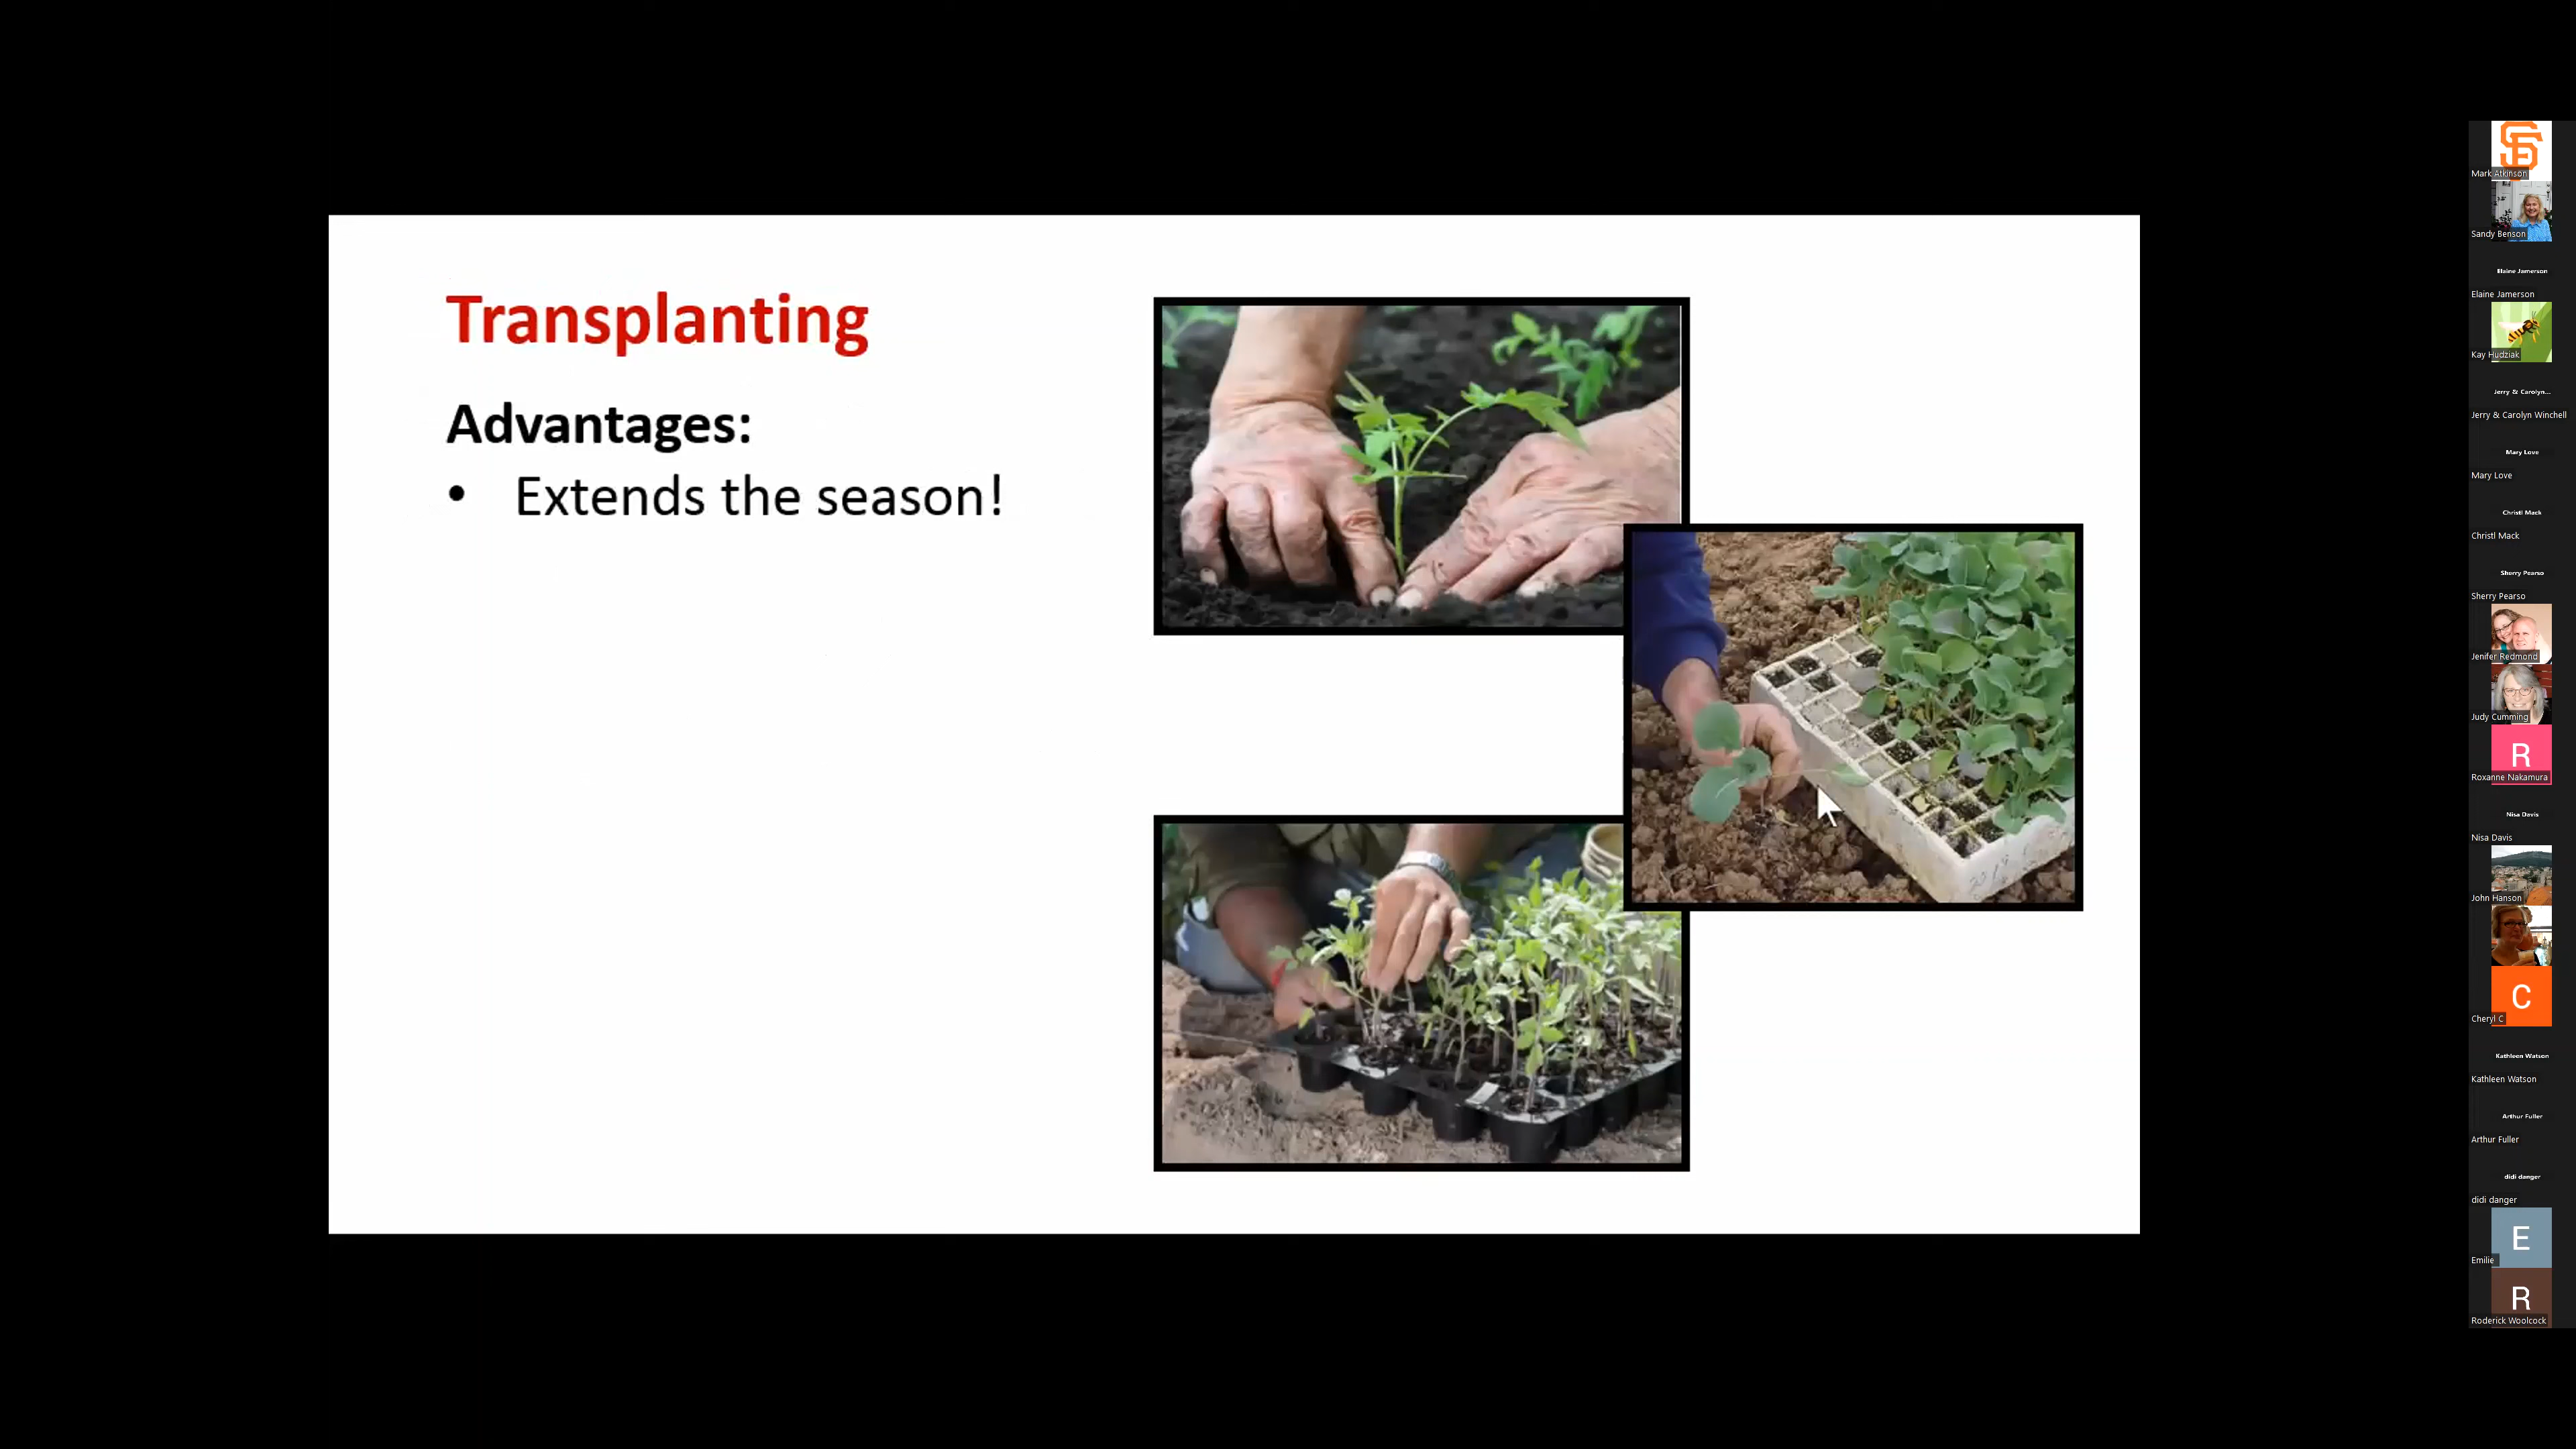 Transplanting
Advantages:
• Extends the season!
SF
Mark Atkinson
Sandy Benson
Elaine Jamerson
Elaine Jamerson
Kay Hudziak
Jerry & Carolyn...
Jerry & Carolyn Winchell
Mary Love
Mary Love
Christl Mack
Christl Mack
Sherry Pearso
Sherry Pearso
Jenifer Redmond
Judy Cumming
R
Roxanne Nakamura
Nisa Davis
Nisa Davis
John Hanson
C
Cheryl C
Kathleen Watson
Kathleen Watson
Arthur Fuller
Arthur Fuller
didi danger
didi danger
E
Emilie
R
Roderick Woolcock